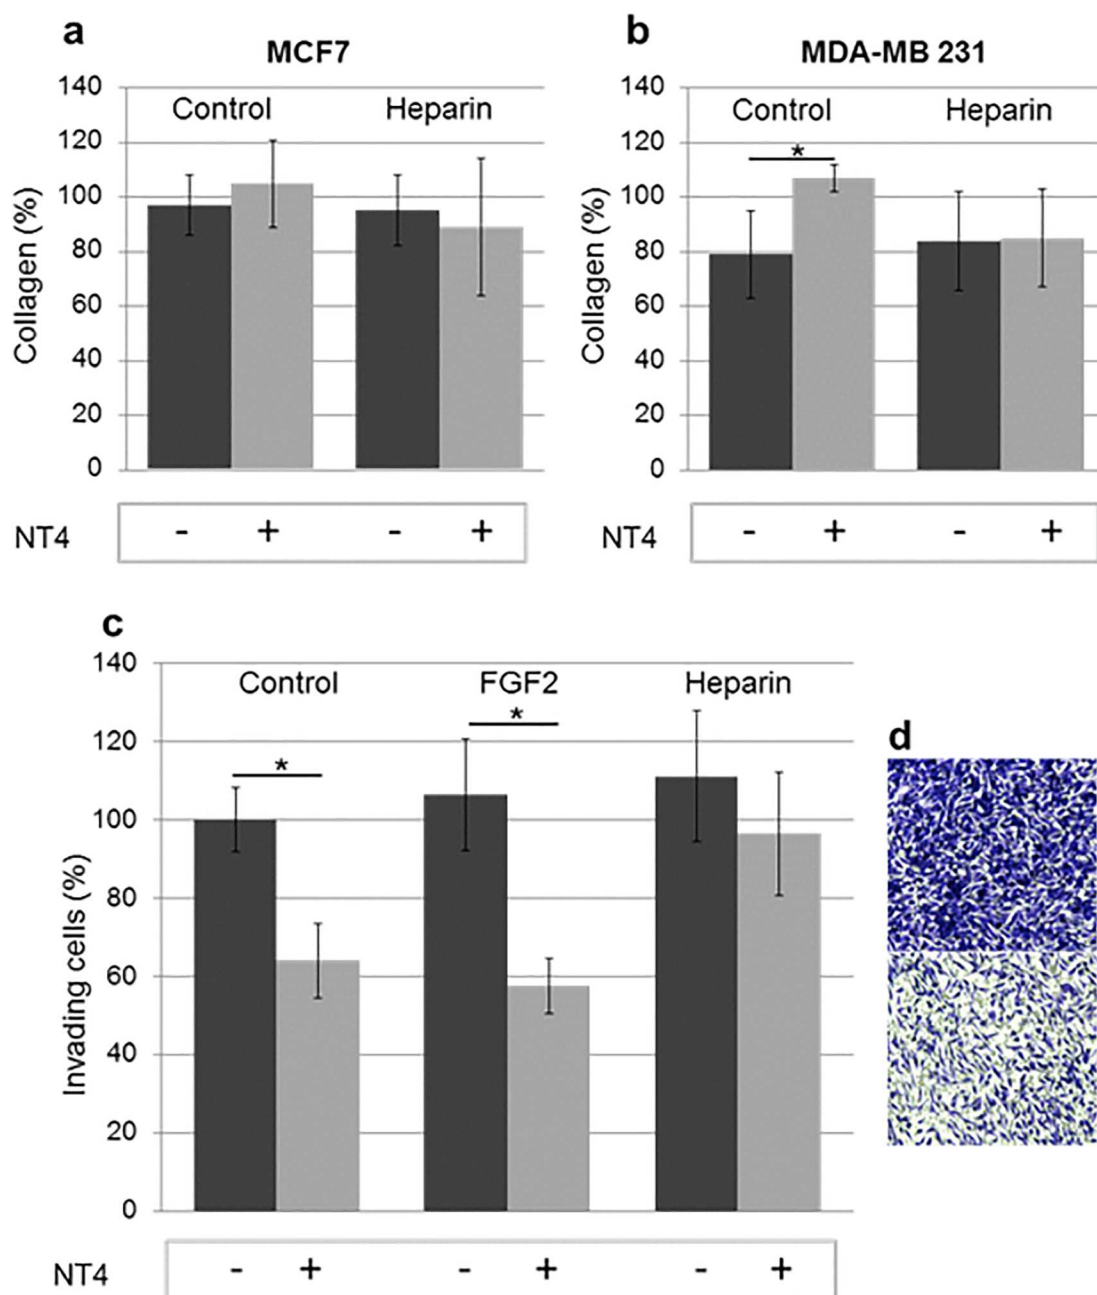 a
MCF7
140
120
100
80
60
40
20
0
Collagen (%)
Control
Heparin
NT4
- + - +
b
MDA-MB 231
140
120
100
80
60
40
20
0
Collagen (%)
Control
Heparin
*
NT4
- + - +
c
140
120
100
80
60
40
20
0
Invading cells (%)
Control
FGF2
Heparin
*
*
NT4
- + - + - +
d